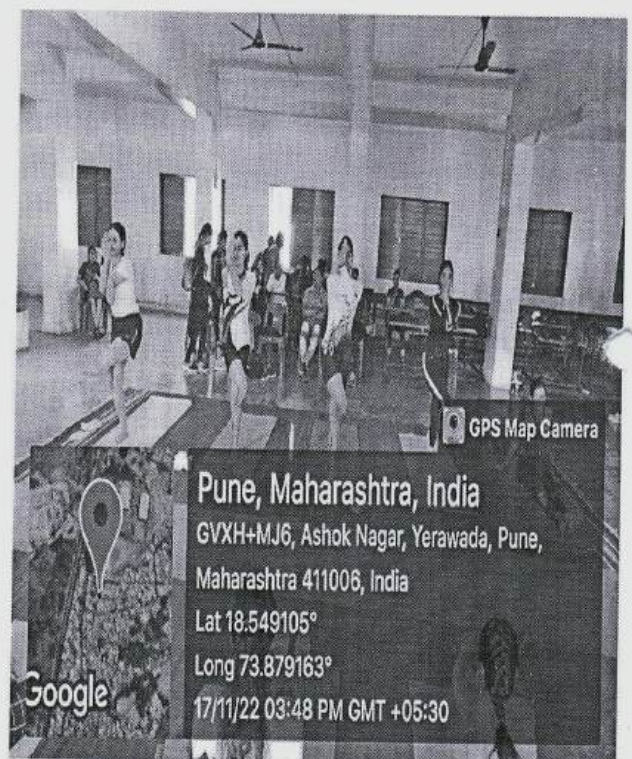 GPS Map Camera
Pune, Maharashtra, India
GVXH+MJ6, Ashok Nagar, Yerawada, Pune,
Maharashtra 411006, India
Lat 18.549105°
Long 73.879163°
17/11/22 03:48 PM GMT +05:30
Google